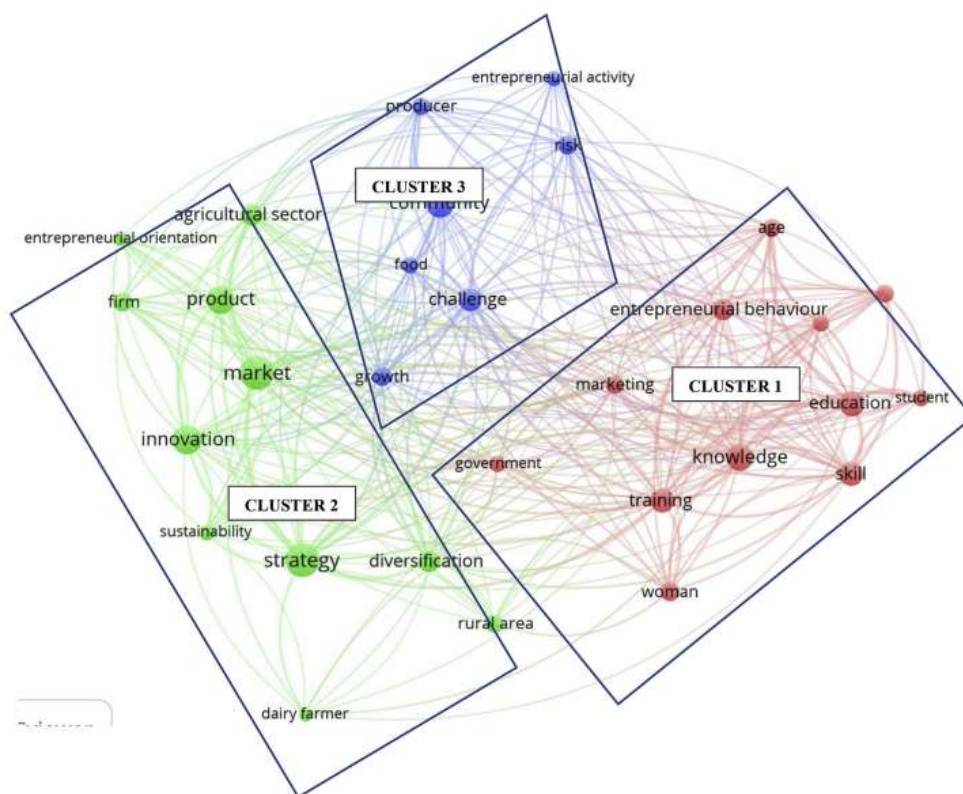 entrepreneurial activity
producer
risk
CLUSTER 3
community
agricultural sector
age
entrepreneurial orientation
food
firm
product
challenge
entrepreneurial behaviour
market
growth
marketing
CLUSTER 1
education
student
innovation
government
knowledge
skill
CLUSTER 2
training
sustainability
strategy
diversification
woman
rural area
dairy farmer